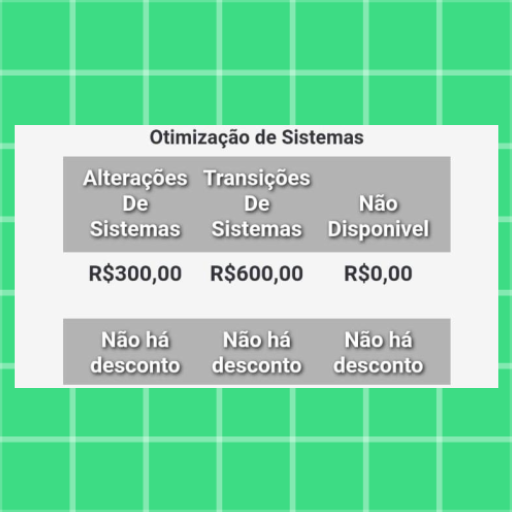 Otimização de Sistemas
Alterações De Sistemas
Transições De Sistemas
Não Disponivel
R$300,00 R$600,00 R$0,00
Não há desconto
Não há desconto
Não há desconto